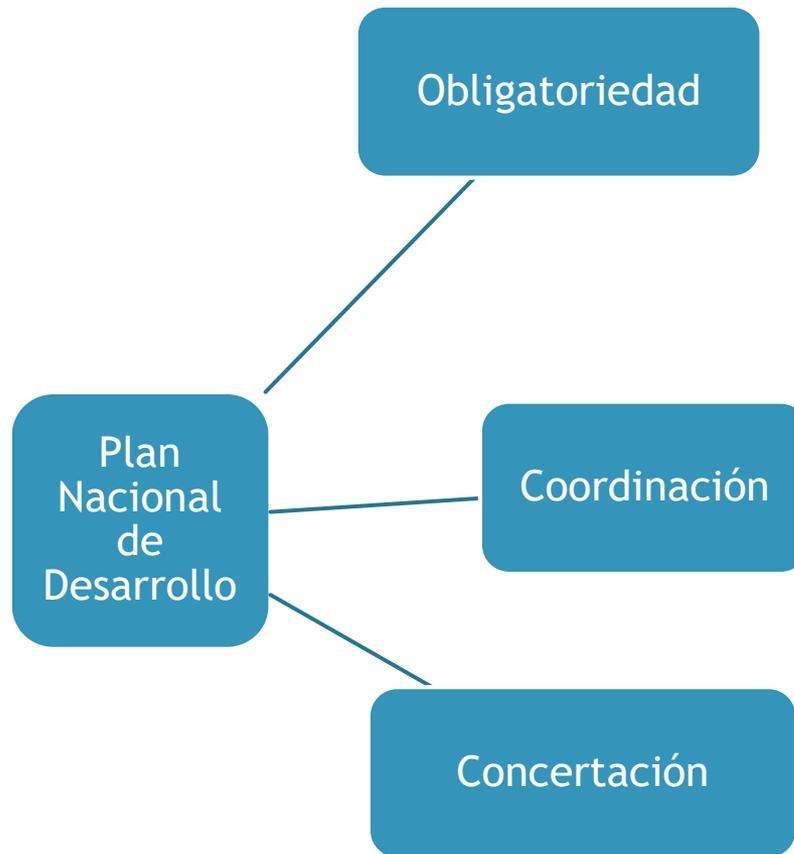 Obligatoriedad
Plan
Nacional
de
Desarrollo
Coordinación
Concertación